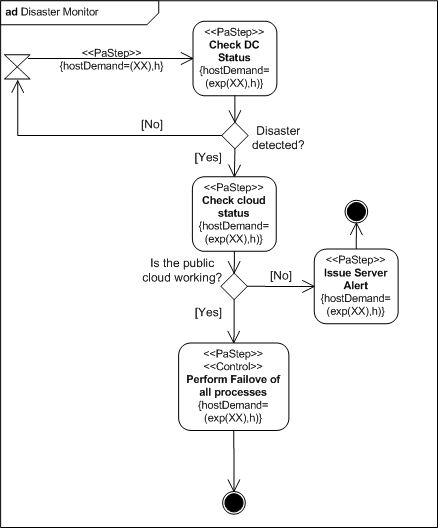 ad Disaster Monitor
<<PaStep>>
{hostDemand=(XX),h}
<<PaStep>>
Check DC
Status
{hostDemand=
(exp(XX),h)}
[No]
Disaster
detected?
[Yes]
<<PaStep>>
Check cloud
status
{hostDemand=
(exp(XX),h)}
Is the public
cloud working?
[No]
<<PaStep>>
Issue Server
Alert
{hostDemand=
(exp(XX),h)}
[Yes]
<<PaStep>>
<<Control>>
Perform Failove of
all processes
{hostDemand=
(exp(XX),h)}